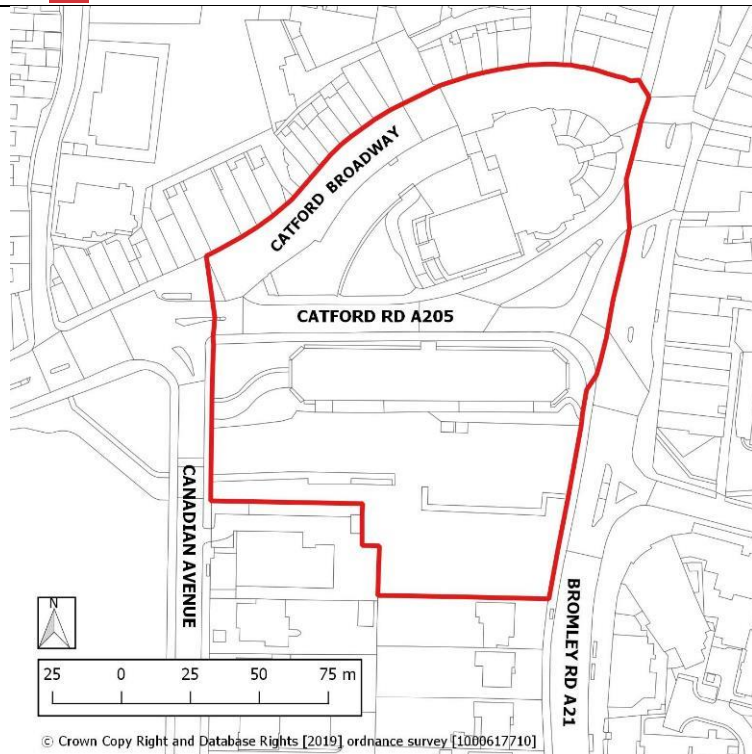 CATFORD BROADWAY
CATFORD RD A205
CANADIAN AVENUE
BROMLEY RD A21
N
25 0 25 50 75 m
© Crown Copy Right and Database Rights [2019] ordnance survey [1000617710]